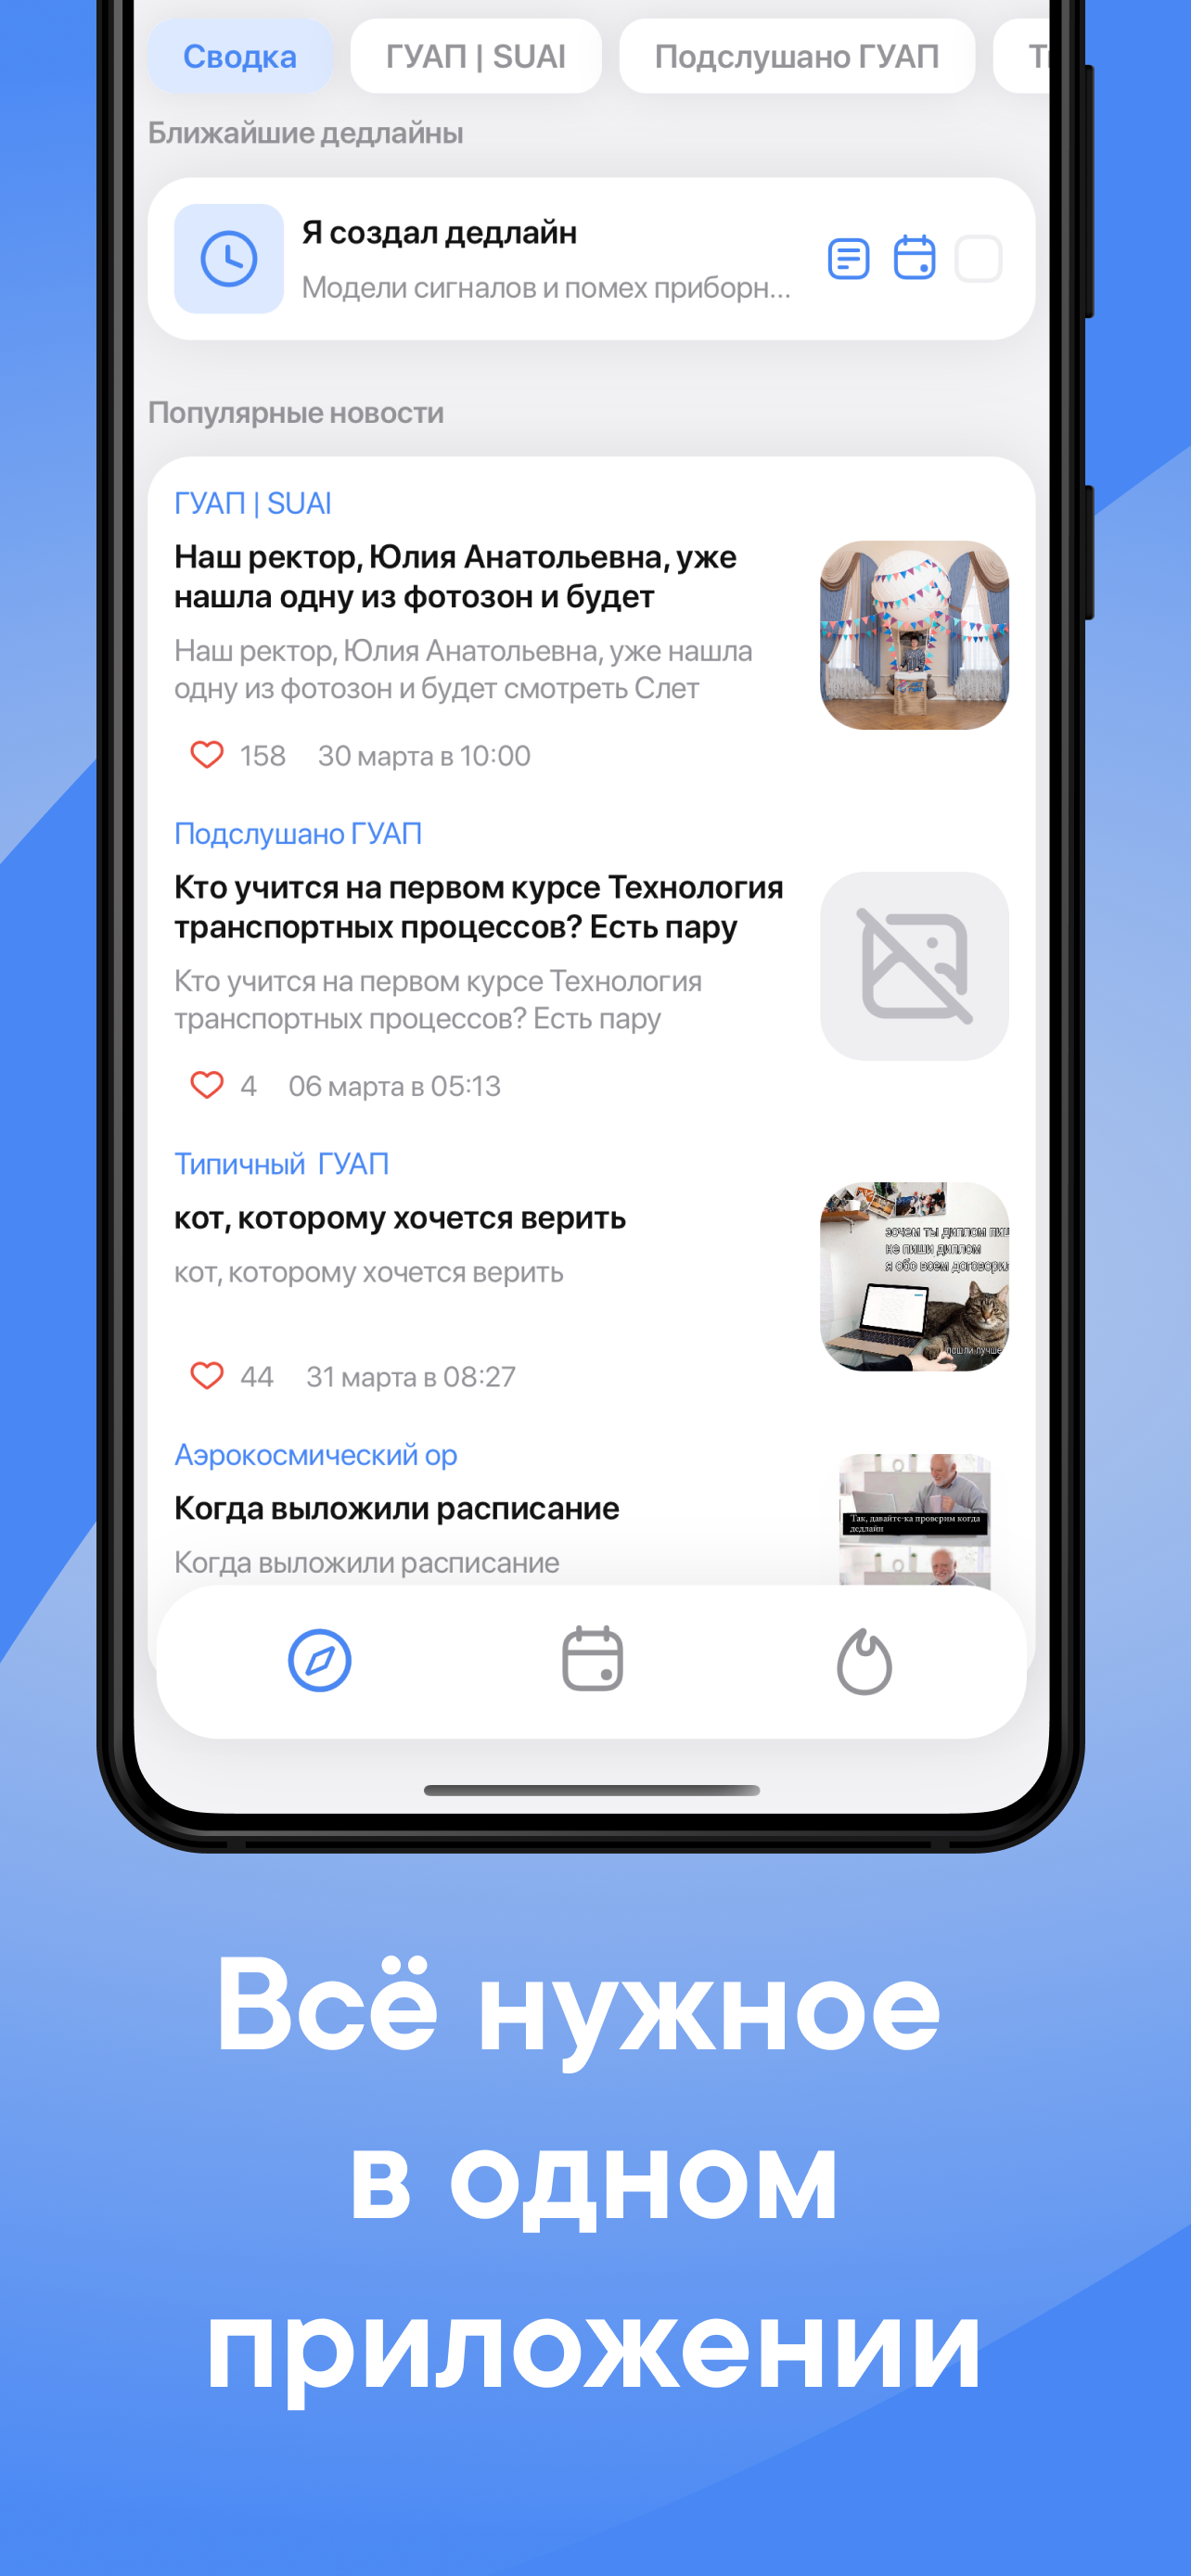 Сводка
ГУАП | SUAI
Подслушано ГУАП
Ближайшие дедлайны
Я создал дедлайн
Модели сигналов и помех приборн...
Популярные новости
ГУАП | SUAI
Наш ректор, Юлия Анатольевна, уже
нашла одну из фотозон и будет
Наш ректор, Юлия Анатольевна, уже нашла
одну из фотозон и будет смотреть Слет
158 30 марта в 10:00
Подслушано ГУАП
Кто учится на первом курсе Технология
транспортных процессов? Есть пару
Кто учится на первом курсе Технология
транспортных процессов? Есть пару
4 06 марта в 05:13
Типичный ГУАП
кот, которому хочется верить
кот, которому хочется верить
зочем ты диплом
не пиши диплом
я обо всем
пошли лучше
44 31 марта в 08:27
Аэрокосмический ор
Когда выложили расписание
Когда выложили расписание
Так, давайте-ка проверим когда
дедлайн
Всё нужное
в одном
приложении